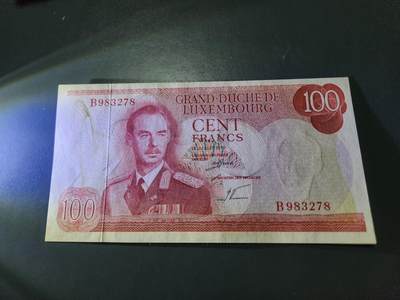 B983278
GRAND-DUCHÉ DE
LUXEMBOURG
100
CENT
FRANCS
100
B983278